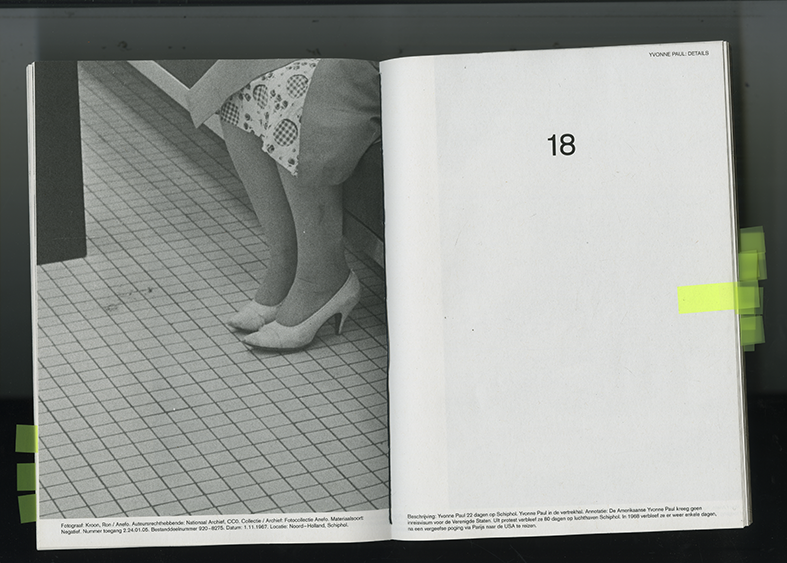 Fotograaf: Kroon, Ron / Anefo. Auteursrechthebbende: Nationaal Archief, CC0. Collectie / Archief: Fotocollectie Anefo. Materiaalsoort:
Negatief. Nummer toegang 2.24.01.05. Bestanddeelnummer 920–8275. Datum: 1.11.1967. Locatie: Noord–Holland, Schiphol.
YVONNE PAUL: DETAILS
18
Beschrijving: Yvonne Paul 22 dagen op Schiphol. Yvonne Paul in de vertrekhal. Annotatie: De Amerikaanse Yvonne Paul kreeg geen
inreisvisum voor de Verenigde Staten. Uit protest verbleef ze 80 dagen op luchthaven Schiphol. In 1968 verbleef ze er weer enkele dagen,
na een vergeefse poging via Parijs naar de USA te reizen.